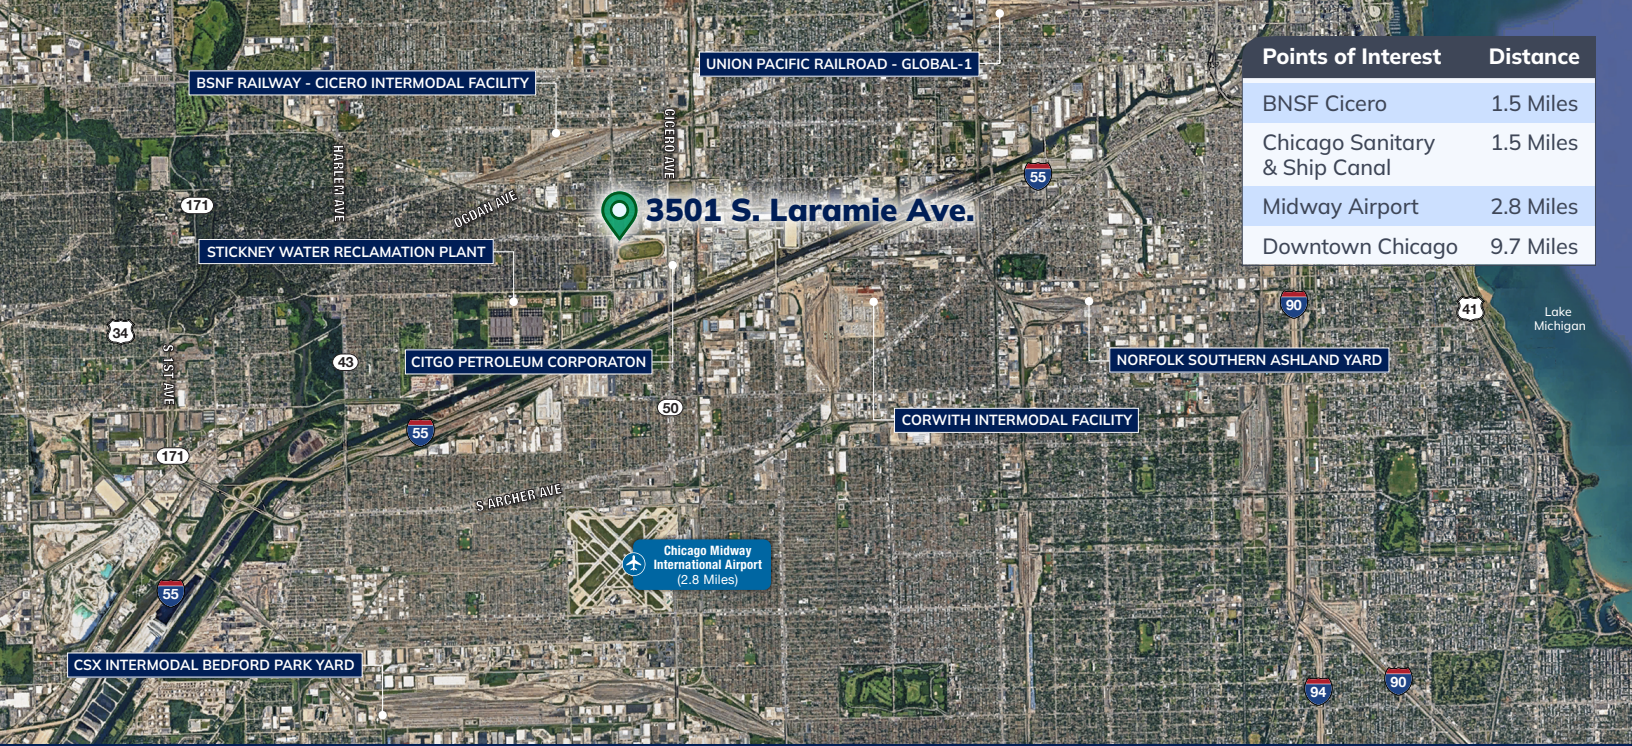 UNION PACIFIC RAILROAD - GLOBAL-1
BSNF RAILWAY - CICERO INTERMODAL FACILITY
Points of Interest Distance
BNSF Cicero 1.5 Miles
Chicago Sanitary 1.5 Miles
& Ship Canal
Midway Airport 2.8 Miles
Downtown Chicago 9.7 Miles
CICERO AVE
HARLEM AVE
55
171
OGDAN AVE
3501 S. Laramie Ave.
STICKNEY WATER RECLAMATION PLANT
90
41
Lake
Michigan
34
S 1ST AVE
43
CITGO PETROLEUM CORPORATON
NORFOLK SOUTHERN ASHLAND YARD
50
CORWITH INTERMODAL FACILITY
55
171
S ARCHER AVE
Chicago Midway
International Airport
(2.8 Miles)
55
CSX INTERMODAL BEDFORD PARK YARD
94
90